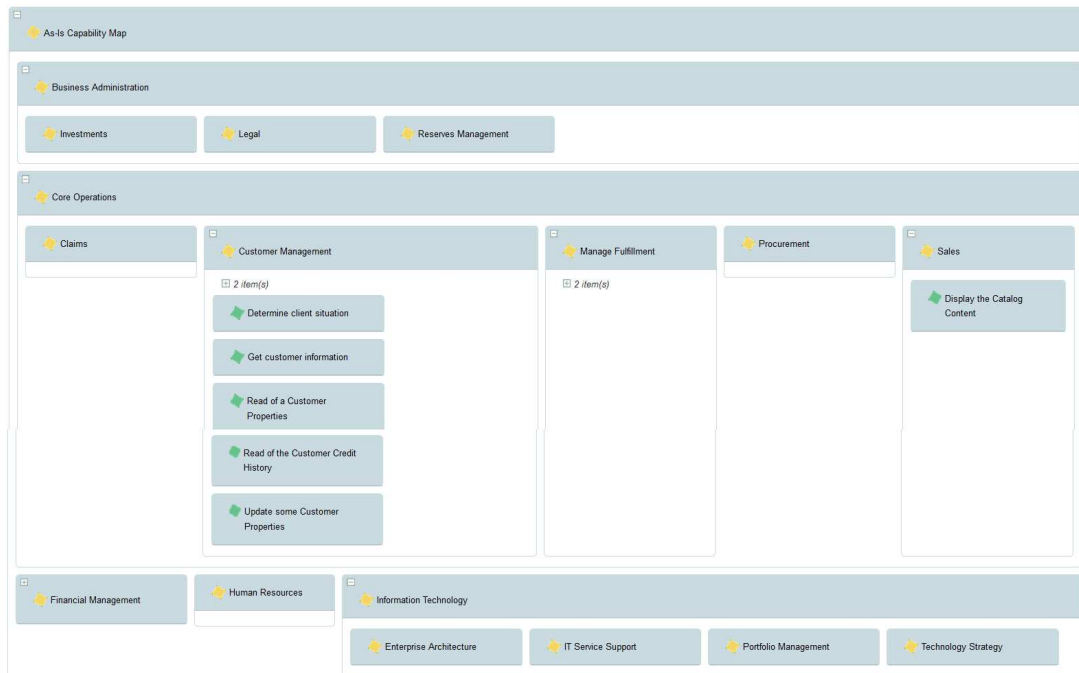 As-Is Capability Map
Business Administration
Investments
Legal
Reserves Management
Core Operations
Claims
Customer Management
2 item(s)
Determine client situation
Get customer information
Read of a Customer
Properties
Read of the Customer Credit
History
Update some Customer
Properties
Manage Fulfillment
2 item(s)
Procurement
Sales
Display the Catalog
Content
Financial Management
Human Resources
Information Technology
Enterprise Architecture
IT Service Support
Portfolio Management
Technology Strategy